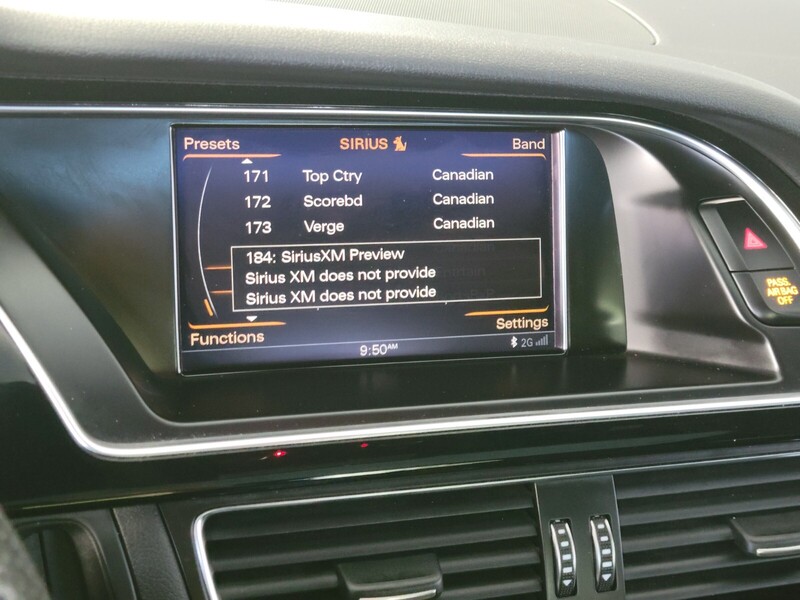 Presets SIRIUS Band
171 Top Ctry Canadian
172 Scorebd Canadian
173 Verge Canadian
184: SiriusXM Preview
Sirius XM does not provide
Sirius XM does not provide
Functions Settings
9:50AM 2G
PASS.
AIR BAG
OFF